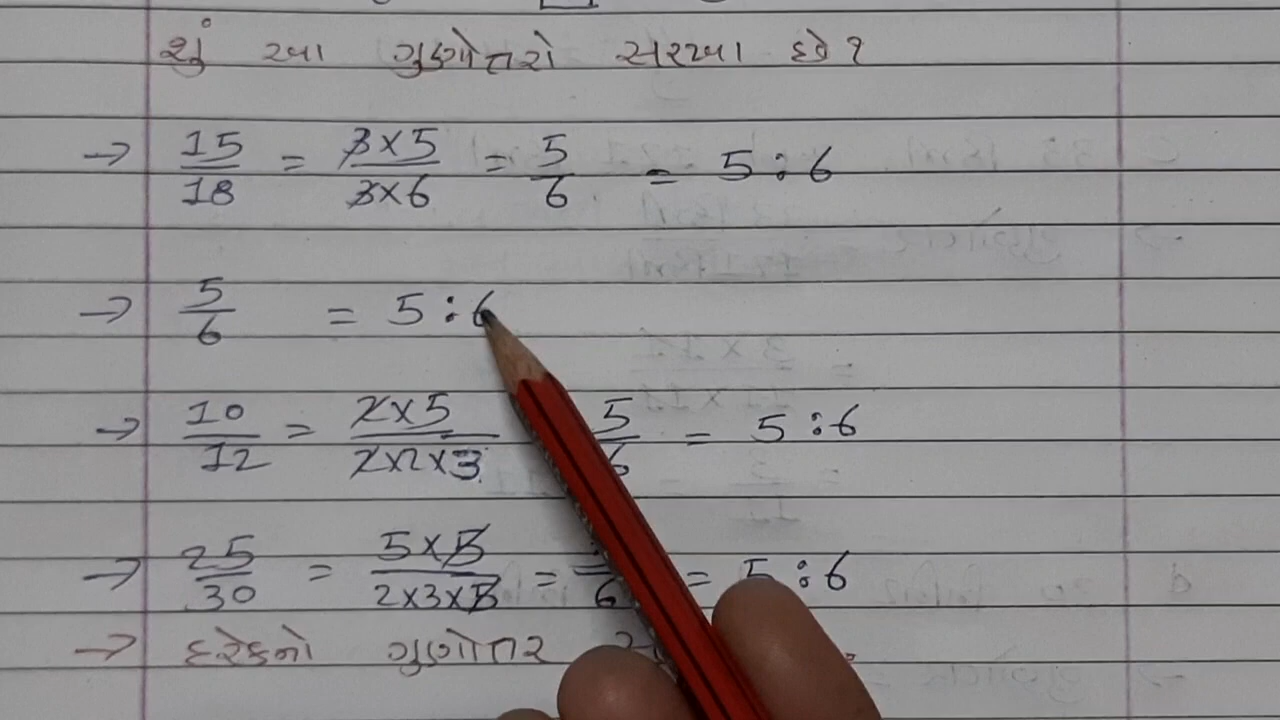 શું આ ગુણોત્તરો સરખા હશે?
→ 15/18 = 3×5/3×6 = 5/6 = 5:6
→ 5/6 = 5:6
→ 10/12 = 2×5/2×2×3 5/6 = 5:6
→ 25/30 = 5×5/2×3×5 = /6 = 5:6
→ દરેકનો ગુણોતર